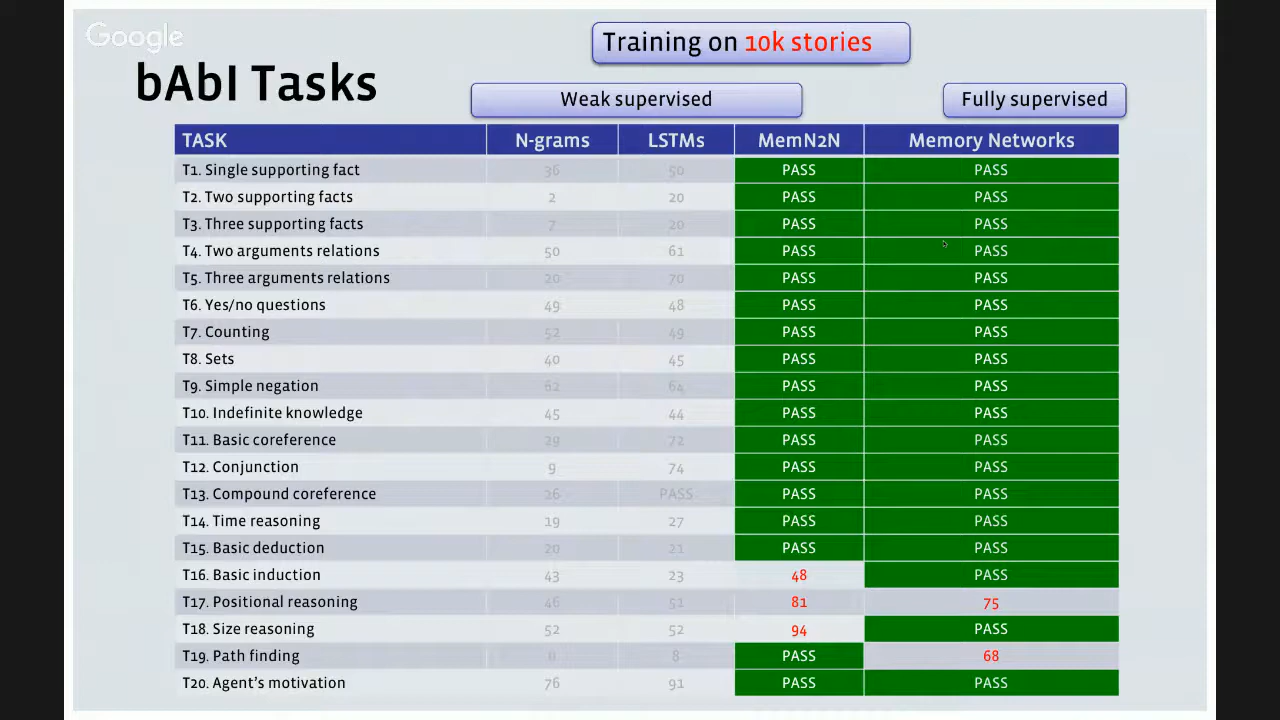 Google
Training on 10k stories
bAbI Tasks
Weak supervised Fully supervised
TASK N-grams LSTMs MemN2N Memory Networks
T1. Single supporting fact 36 50 PASS PASS
T2. Two supporting facts 2 20 PASS PASS
T3. Three supporting facts 7 20 PASS PASS
T4. Two arguments relations 50 61 PASS PASS
T5. Three arguments relations 20 70 PASS PASS
T6. Yes/no questions 49 48 PASS PASS
T7. Counting 52 49 PASS PASS
T8. Sets 40 45 PASS PASS
T9. Simple negation 62 64 PASS PASS
T10. Indefinite knowledge 45 44 PASS PASS
T11. Basic coreference 29 72 PASS PASS
T12. Conjunction 9 74 PASS PASS
T13. Compound coreference 26 PASS PASS PASS
T14. Time reasoning 19 27 PASS PASS
T15. Basic deduction 20 21 PASS PASS
T16. Basic induction 43 23 48 PASS
T17. Positional reasoning 46 51 81 75
T18. Size reasoning 52 52 94 PASS
T19. Path finding 8 PASS 68
T20. Agent's motivation 76 91 PASS PASS